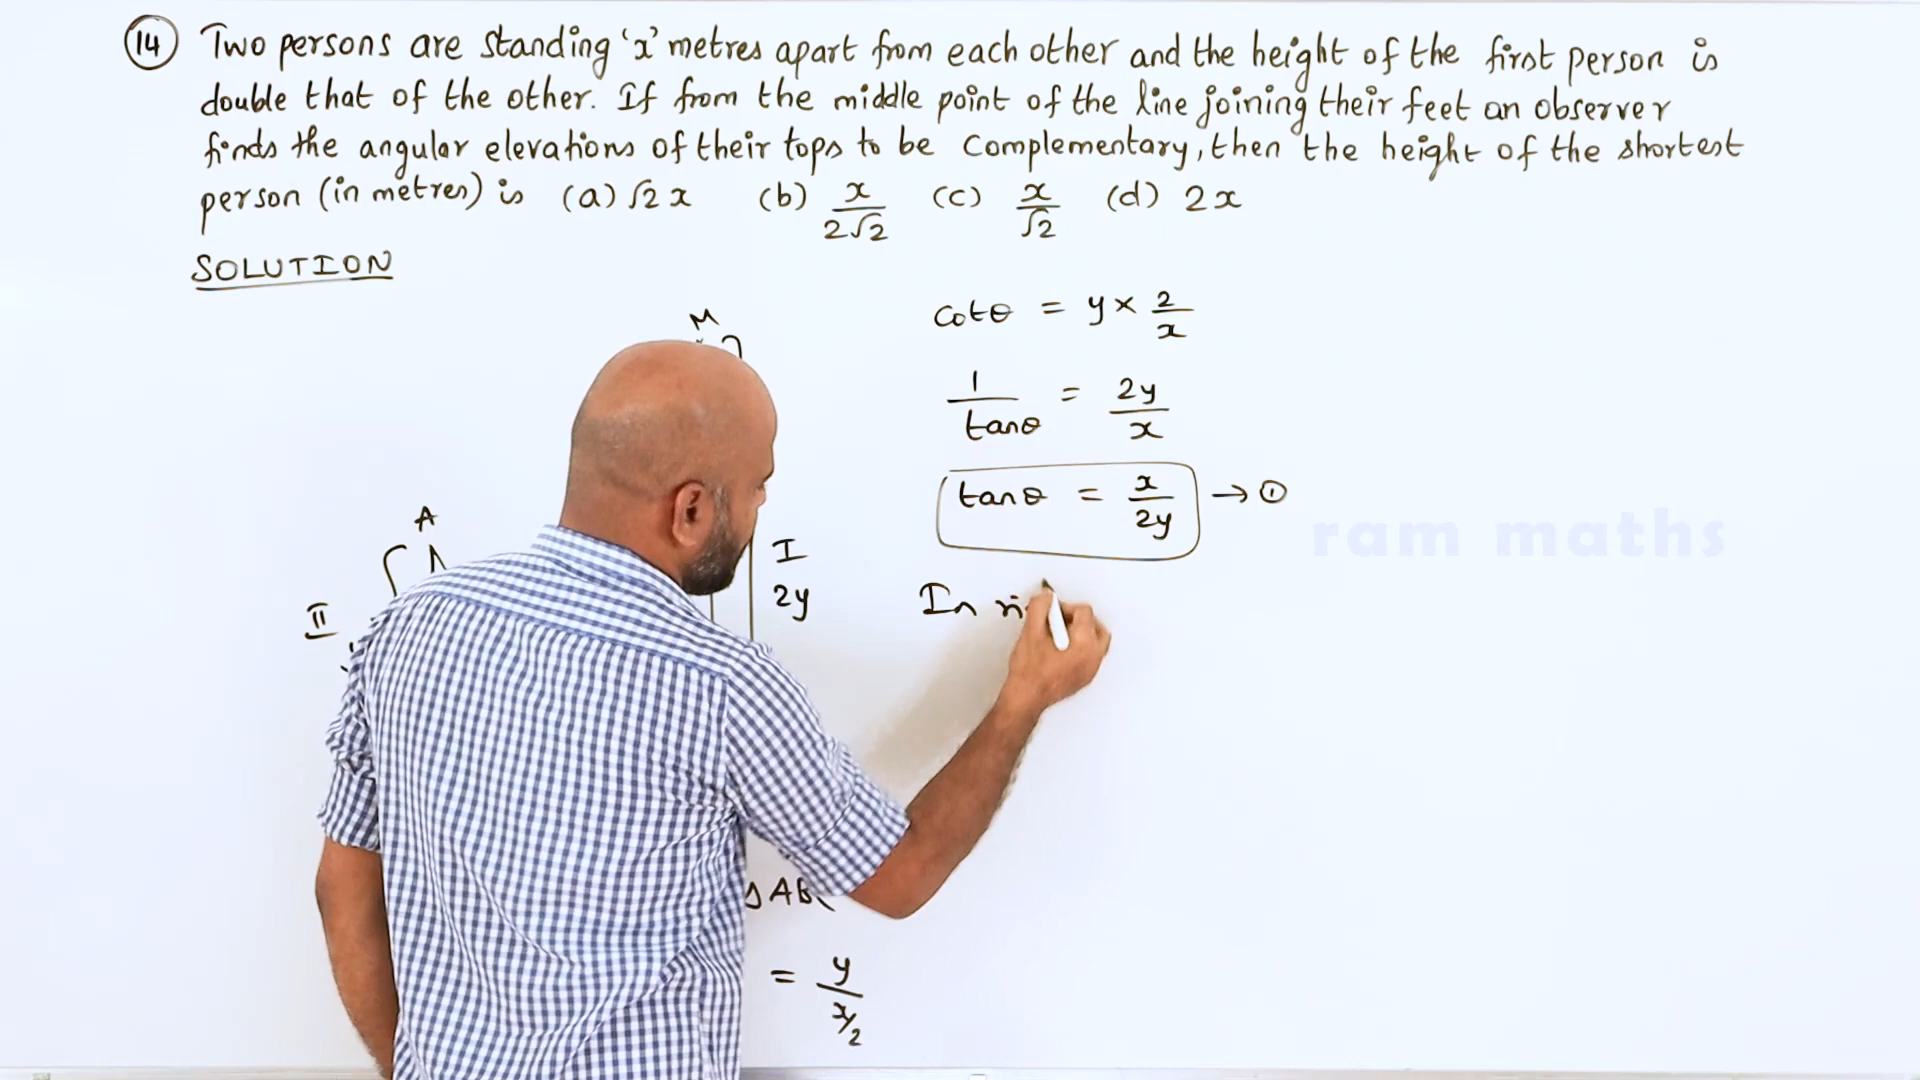 14 Two persons are standing 'x' metres apart from each other and the height of the first person is
double that of the other. If from the middle point of the line joining their feet an observer
finds the angular elevations of their tops to be complementary, then the height of the shortest
person (in metres) is (a) √2 x (b) x/2√2 (c) x/√2 (d) 2x
SOLUTION
M
A
II
I
2y
Δ ABC
= y/(x/2)
cotθ = y × 2/x
1/tanθ = 2y/x
tanθ = x/2y → ①
In
ram maths